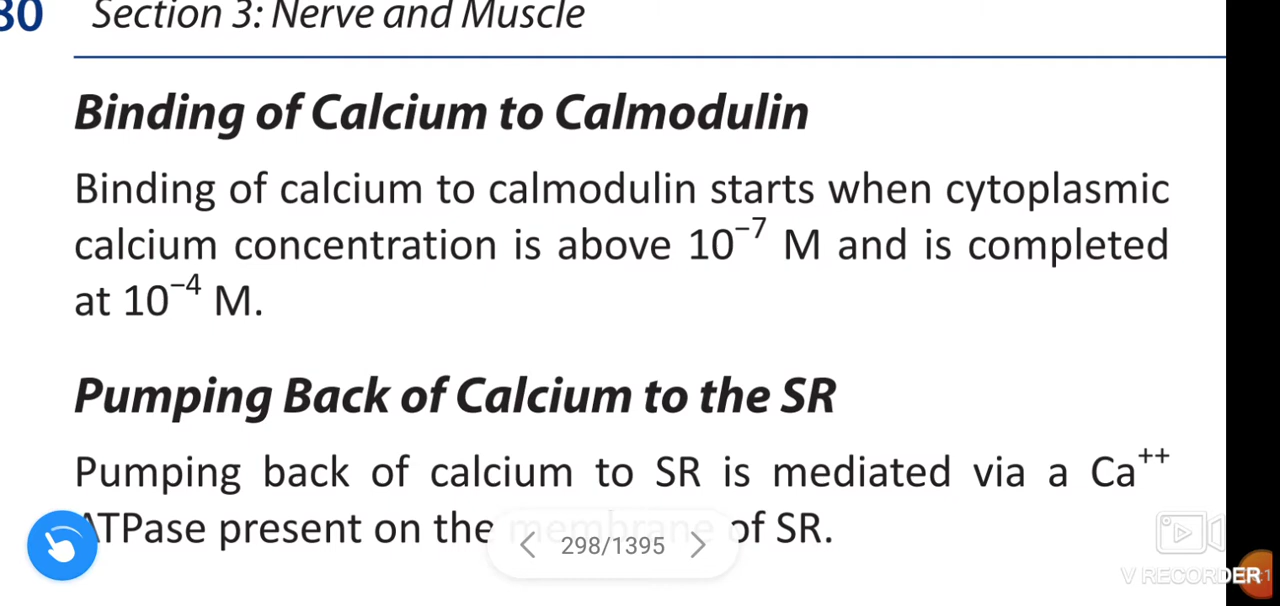 30 Section 3: Nerve and Muscle
Binding of Calcium to Calmodulin
Binding of calcium to calmodulin starts when cytoplasmic
calcium concentration is above 10⁻⁷ M and is completed
at 10⁻⁴ M.
Pumping Back of Calcium to the SR
Pumping back of calcium to SR is mediated via a Ca⁺⁺
ATPase present on the membrane of SR.
298/1395
V RECORDER